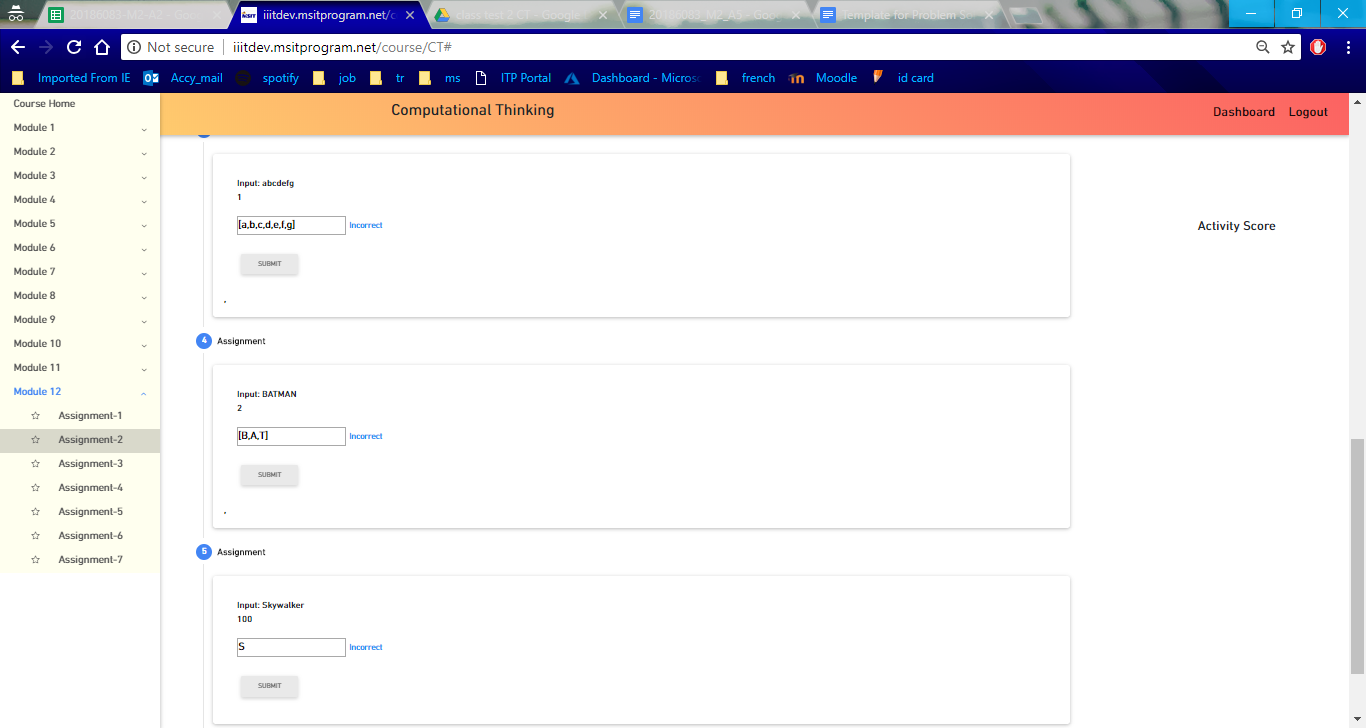 20186083-M2-A2 - Ses
iiitdev.msitprogram.net/c
class test 2 CT - Google
20186083_M2_A5 - Goo
Template for Problem So
Not secure | iiitdev.msitprogram.net/course/CT#
Imported From IE Accy_mail spotify job tr ms ITP Portal Dashboard - Micros french Moodle id card
Computational Thinking
Dashboard Logout
Course Home
Module 1
Module 2
Module 3
Module 4
Module 5
Module 6
Module 7
Module 8
Module 9
Module 10
Module 11
Module 12
Assignment-1
Assignment-2
Assignment-3
Assignment-4
Assignment-5
Assignment-6
Assignment-7
Input: abcdefg
1
[a,b,c,d,e,f,g] Incorrect
SUBMIT
.
4 Assignment
Input: BATMAN
2
[B,A,T] Incorrect
SUBMIT
.
5 Assignment
Input: Skywalker
100
S Incorrect
SUBMIT
Activity Score